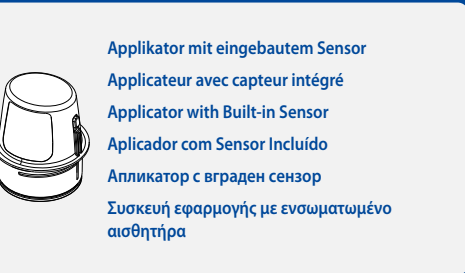 Applikator mit eingebautem Sensor
Applicateur avec capteur intégré
Applicator with Built-in Sensor
Aplicador com Sensor Incluído
Апликатор с вграден сензор
Συσκευή εφαρμογής με ενσωματωμένο
αισθητήρα